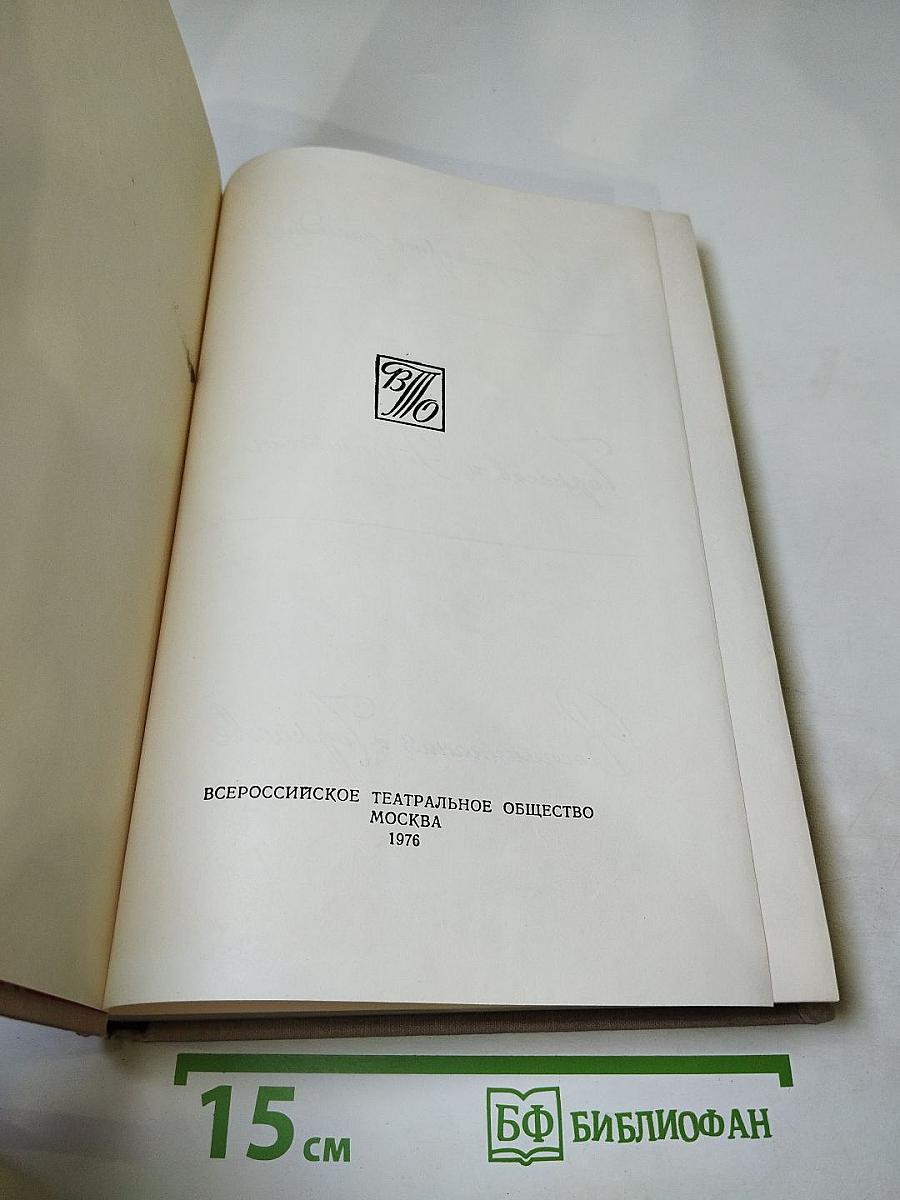 ВТО
ВСЕРОССИЙСКОЕ ТЕАТРАЛЬНОЕ ОБЩЕСТВО
МОСКВА
1976
15 см
БФ БИБЛИОФАН